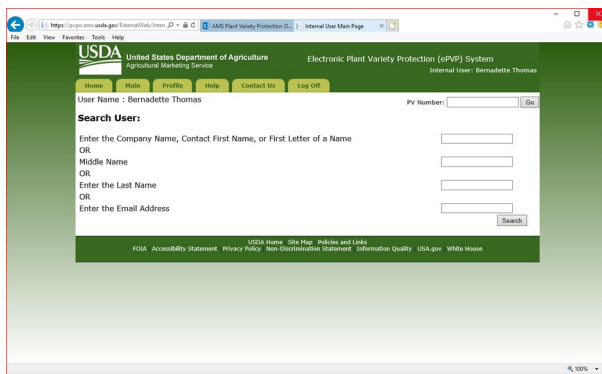 https://pvpo.ams.usda.gov/ExternalWeb/Intern
AMS Plant Variety Protection O...
Internal User Main Page
File Edit View Favorites Tools Help
USDA
United States Department of Agriculture
Agricultural Marketing Service
Electronic Plant Variety Protection (ePVP) System
Internal User: Bernadette Thomas
Home Main Profile Help Contact Us Log Off
User Name : Bernadette Thomas
PV Number: Go
Search User:
Enter the Company Name, Contact First Name, or First Letter of a Name
OR
Middle Name
OR
Enter the Last Name
OR
Enter the Email Address
Search
USDA Home Site Map Policies and Links
FOIA Accessibility Statement Privacy Policy Non-Discrimination Statement Information Quality USA.gov White House
100%